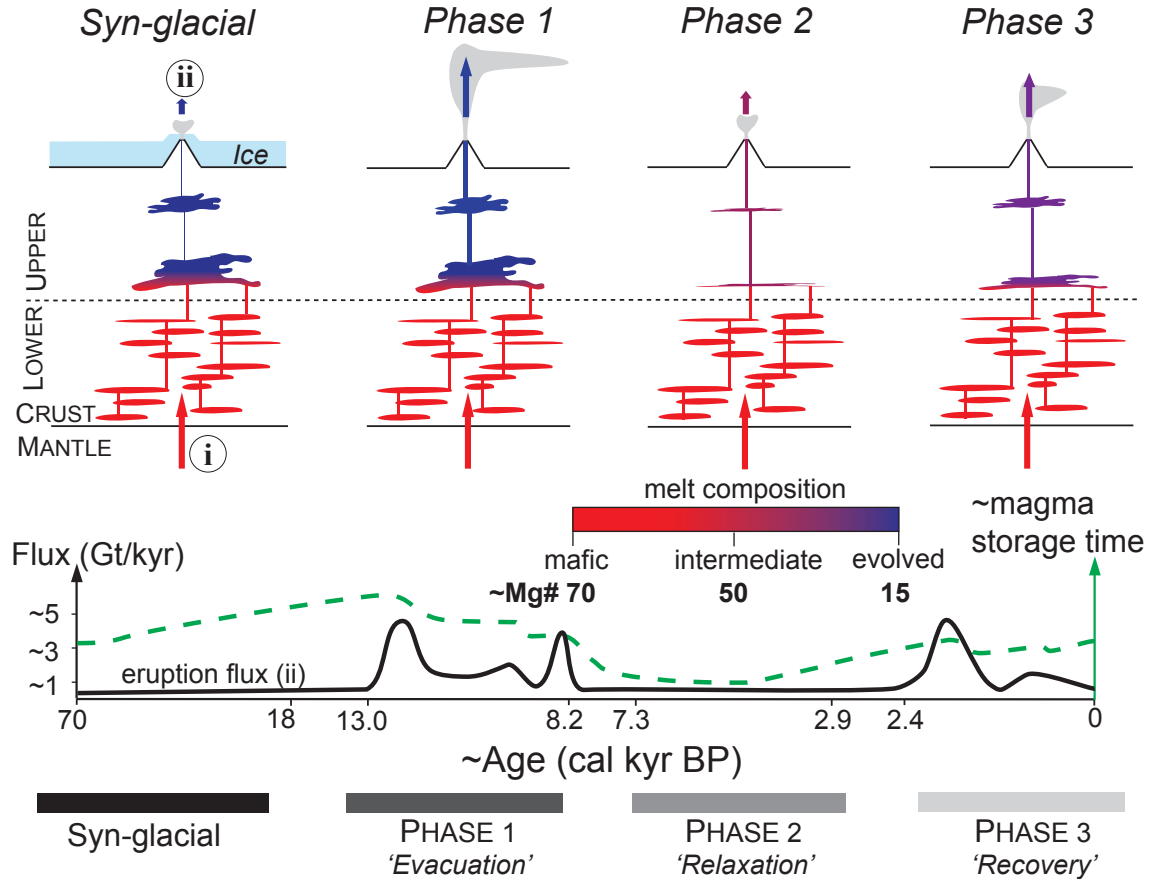 Syn-glacial
Phase 1
Phase 2
Phase 3
ii
Ice
UPPER
LOWER
CRUST
MANTLE
i
melt composition
mafic
intermediate
evolved
~Mg# 70
50
15
~magma
storage time
Flux (Gt/kyr)
~5
~3
~1
eruption flux (ii)
70
18
13.0
8.2
7.3
2.9
2.4
0
~Age (cal kyr BP)
Syn-glacial
PHASE 1
'Evacuation'
PHASE 2
'Relaxation'
PHASE 3
'Recovery'